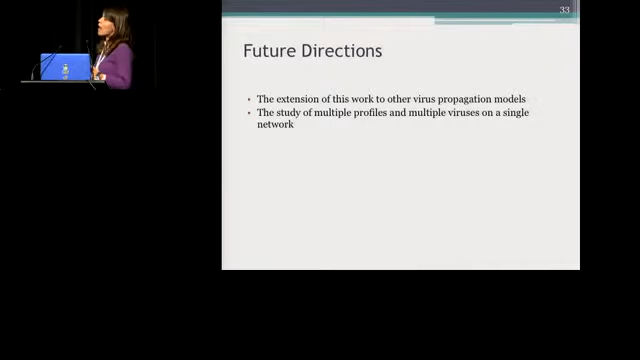 33
Future Directions
• The extension of this work to other virus propagation models
• The study of multiple profiles and multiple viruses on a single
network